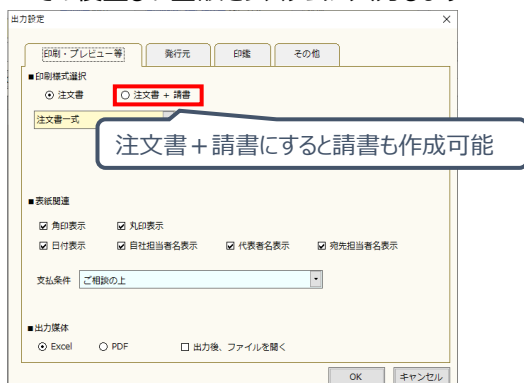 出力設定
印刷・プレビュー等 発行元 印鑑 その他
■印刷様式選択
注文書 注文書 + 請書
注文書一式
注文書+請書にすると請書も作成可能
■表紙関連
角印表示 丸印表示
日付表示 自社担当者名表示 代表者名表示 宛先担当者名表示
支払条件 ご相談の上
■出力媒体
Excel PDF 出力後、ファイルを開く
OK キャンセル